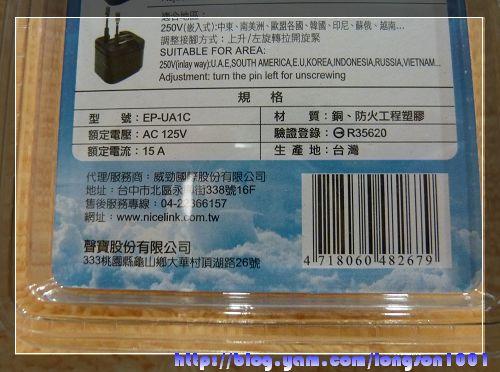 適合地區:
250V(嵌入式):中東、南美洲、歐盟各國、韓國、印尼、蘇俄、越南...
調整接腳方式:上升/左旋轉拉開旋緊
SUITABLE FOR AREA:
250V(inlay way):U.A.E,SOUTH AMERICA,E.U,KOREA,INDONESIA,RUSSIA,VIETNAM...
Adjustment: turn the pin left for unscrewing
規 格
型 號:EP-UA1C
材 質:銅、防火工程塑膠
額定電壓:AC 125V
驗證登錄:R35620
額定電流:15 A
生 產 地:台灣
代理/服務商:威勁國際股份有限公司
地址:台中市北區永街338號16F
售後服務專線:04-22366157
網址:www.nicelink.com.tw
聲寶股份有限公司
333桃園縣龜山鄉大華村頂湖路26號
4 718060 482679
http://blog.yam.com/longson1001